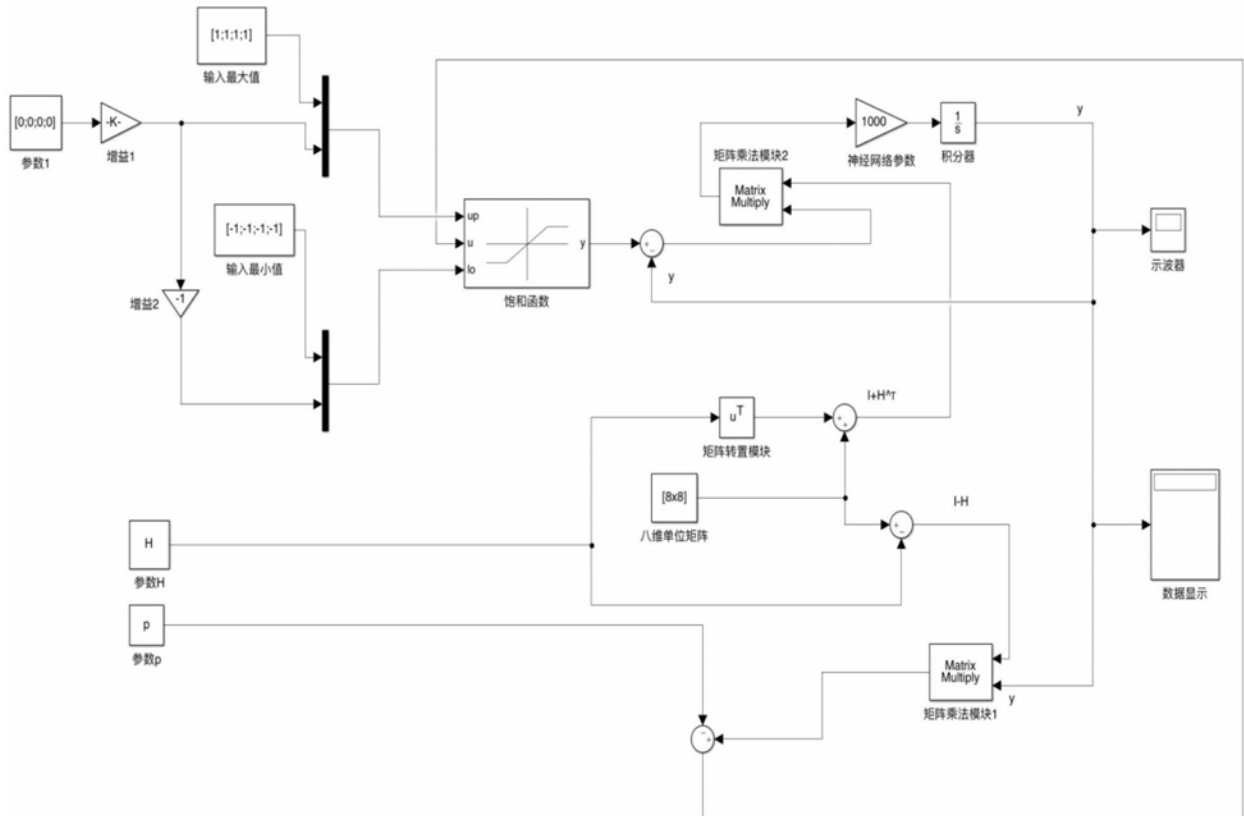 [1;1;1;1]
输入最大值
[0;0;0;0]
参数1
-K-
增益1
[-1;-1;-1;-1]
输入最小值
-1
增益2
up
u
lo
y
饱和函数
+
−
y
矩阵乘法模块2
Matrix
Multiply
1000
神经网络参数
1
s
积分器
y
示波器
u^T
矩阵转置模块
+
+
I+H^T
[8x8]
八维单位矩阵
+
−
I-H
H
参数H
p
参数p
数据显示
Matrix
Multiply
y
矩阵乘法模块1
−
+